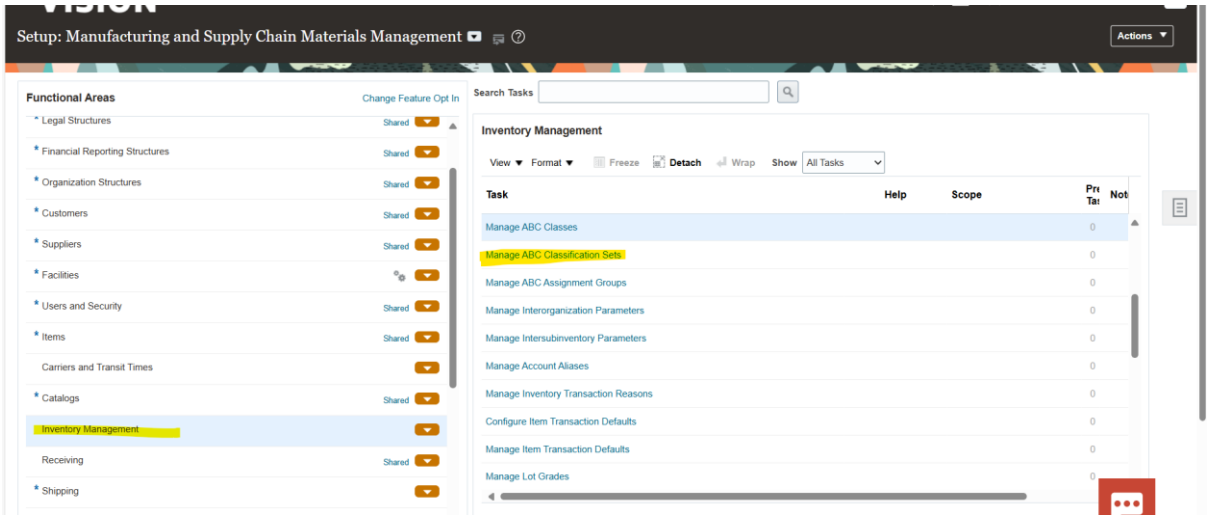 VISION
Setup: Manufacturing and Supply Chain Materials Management
Actions
Functional Areas
Change Feature Opt In
* Legal Structures Shared
* Financial Reporting Structures Shared
* Organization Structures Shared
* Customers Shared
* Suppliers Shared
* Facilities
* Users and Security Shared
* Items Shared
Carriers and Transit Times
* Catalogs Shared
Inventory Management
Receiving Shared
* Shipping
Search Tasks
Inventory Management
View Format Freeze Detach Wrap Show All Tasks
Task Help Scope Pre Tas Not
Manage ABC Classes 0
Manage ABC Classification Sets 0
Manage ABC Assignment Groups 0
Manage Interorganization Parameters 0
Manage Intersubinventory Parameters 0
Manage Account Aliases 0
Manage Inventory Transaction Reasons 0
Configure Item Transaction Defaults 0
Manage Item Transaction Defaults 0
Manage Lot Grades 0